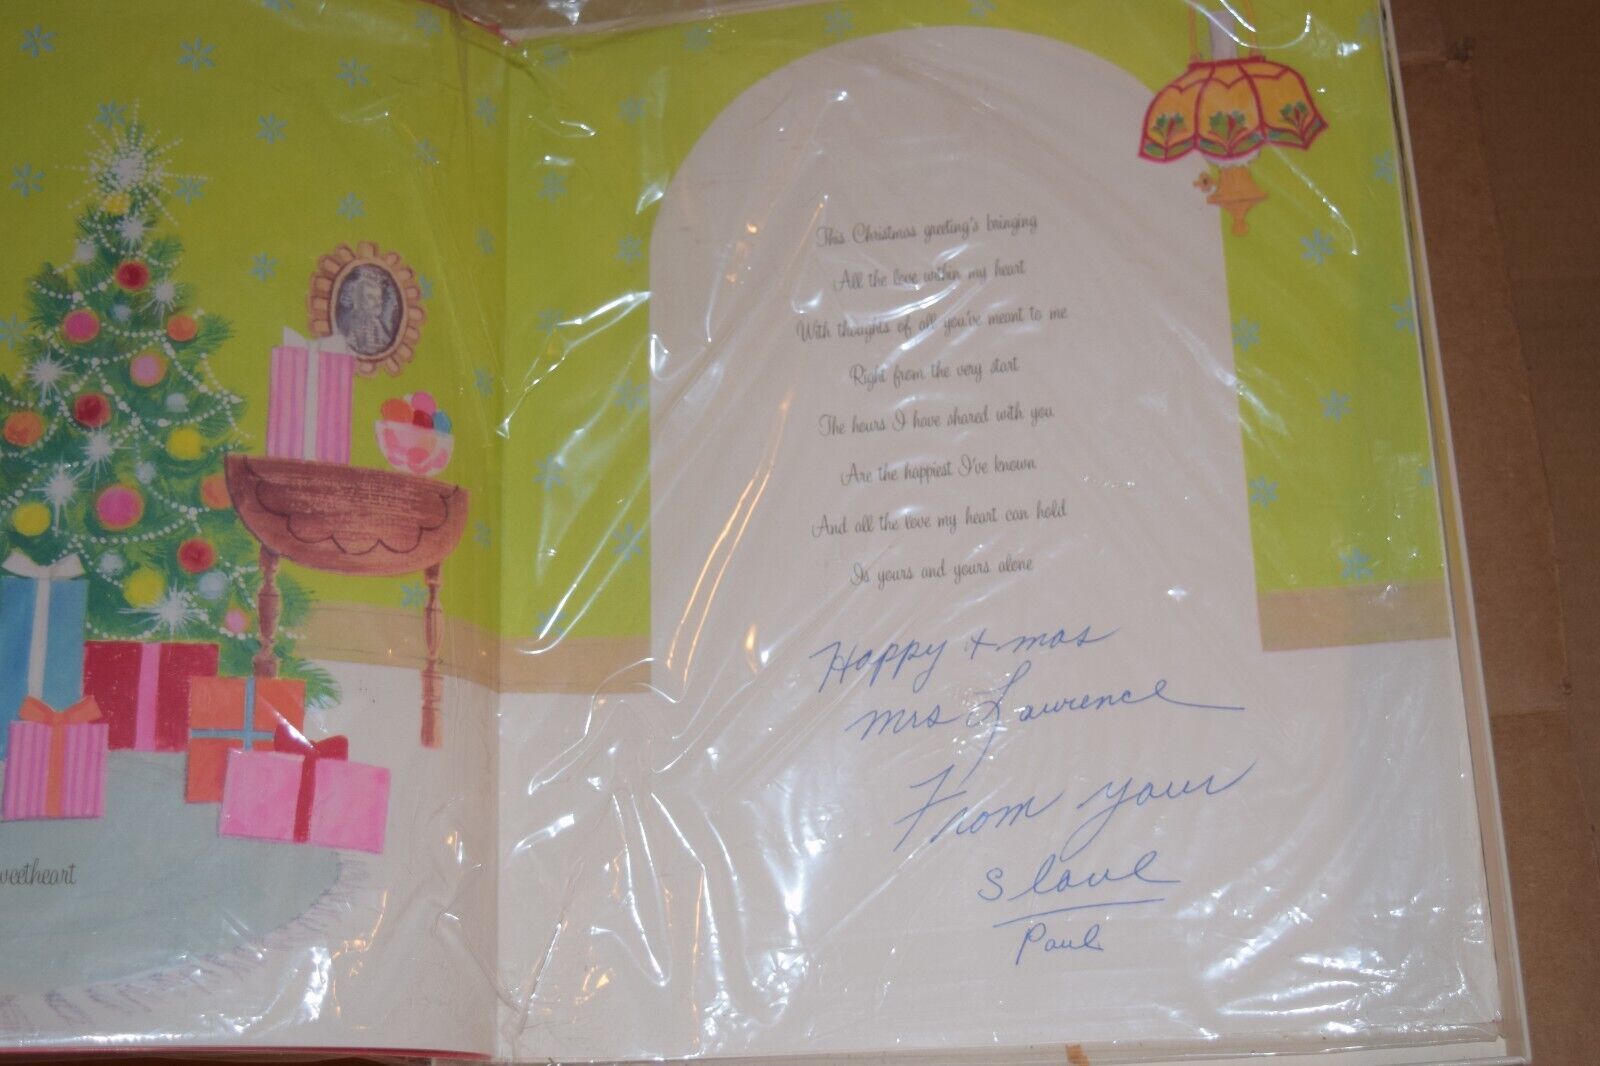 This Christmas greeting's bringing
All the love within my heart
With thoughts of all you've meant to me
Right from the very start
The hours I have shared with you
Are the happiest I've known
And all the love my heart can hold
Is yours and yours alone
Happy x mas
Mrs Lawrence
From your
Slave
Paul
weetheart